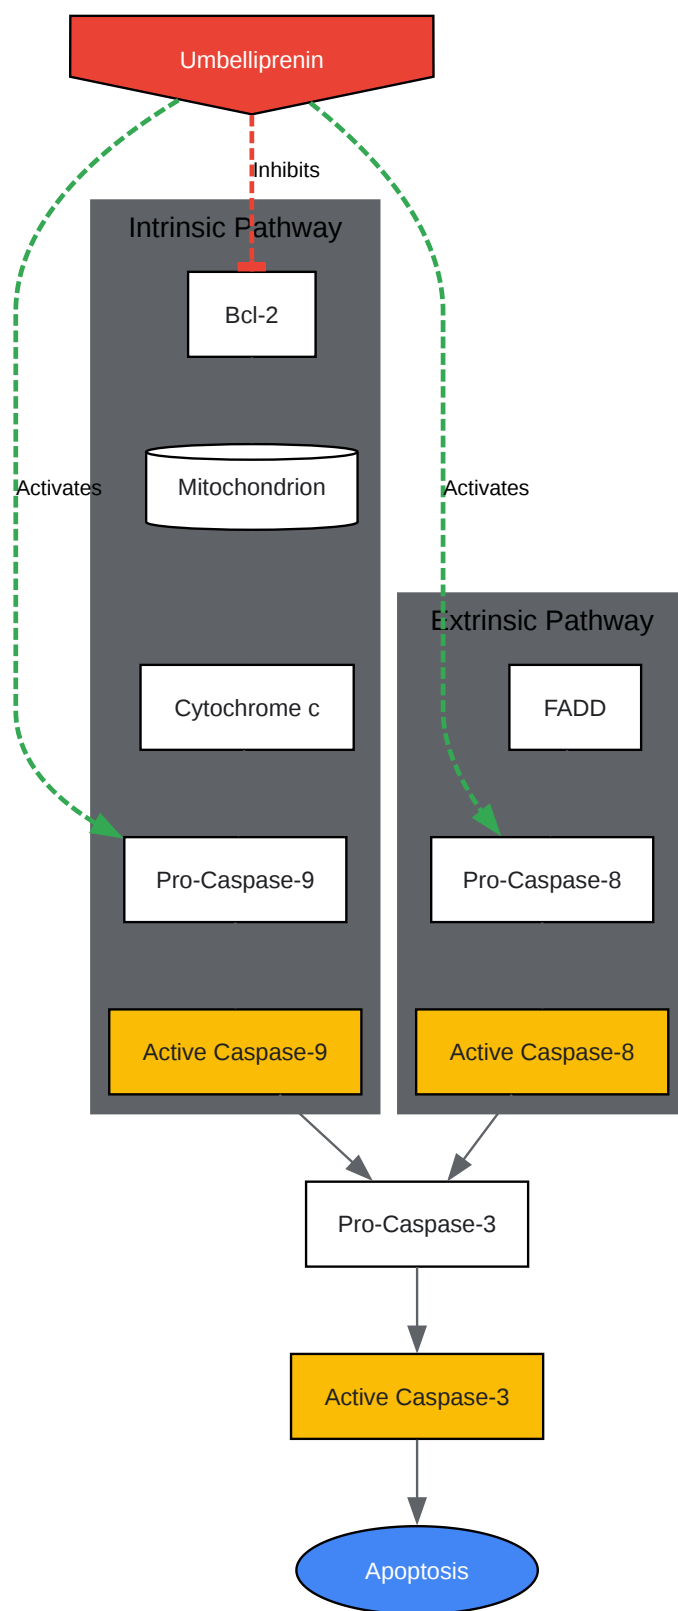 Umbelliprenin
Inhibits
Intrinsic Pathway
Bcl-2
Mitochondrion
Activates
Activates
Extrinsic Pathway
Cytochrome c
FADD
Pro-Caspase-9
Pro-Caspase-8
Active Caspase-9
Active Caspase-8
Pro-Caspase-3
Active Caspase-3
Apoptosis